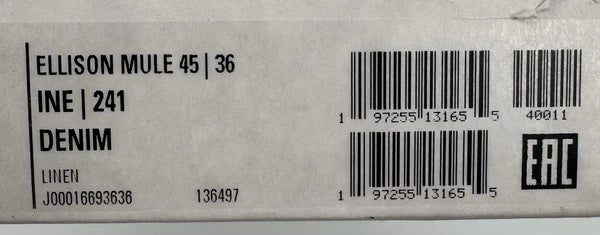 ELLISON MULE 45 | 36
INE | 241
DENIM
LINEN
J00016693636 136497
1 97255 13165 5
40011
1 97255 13165 5
EAC